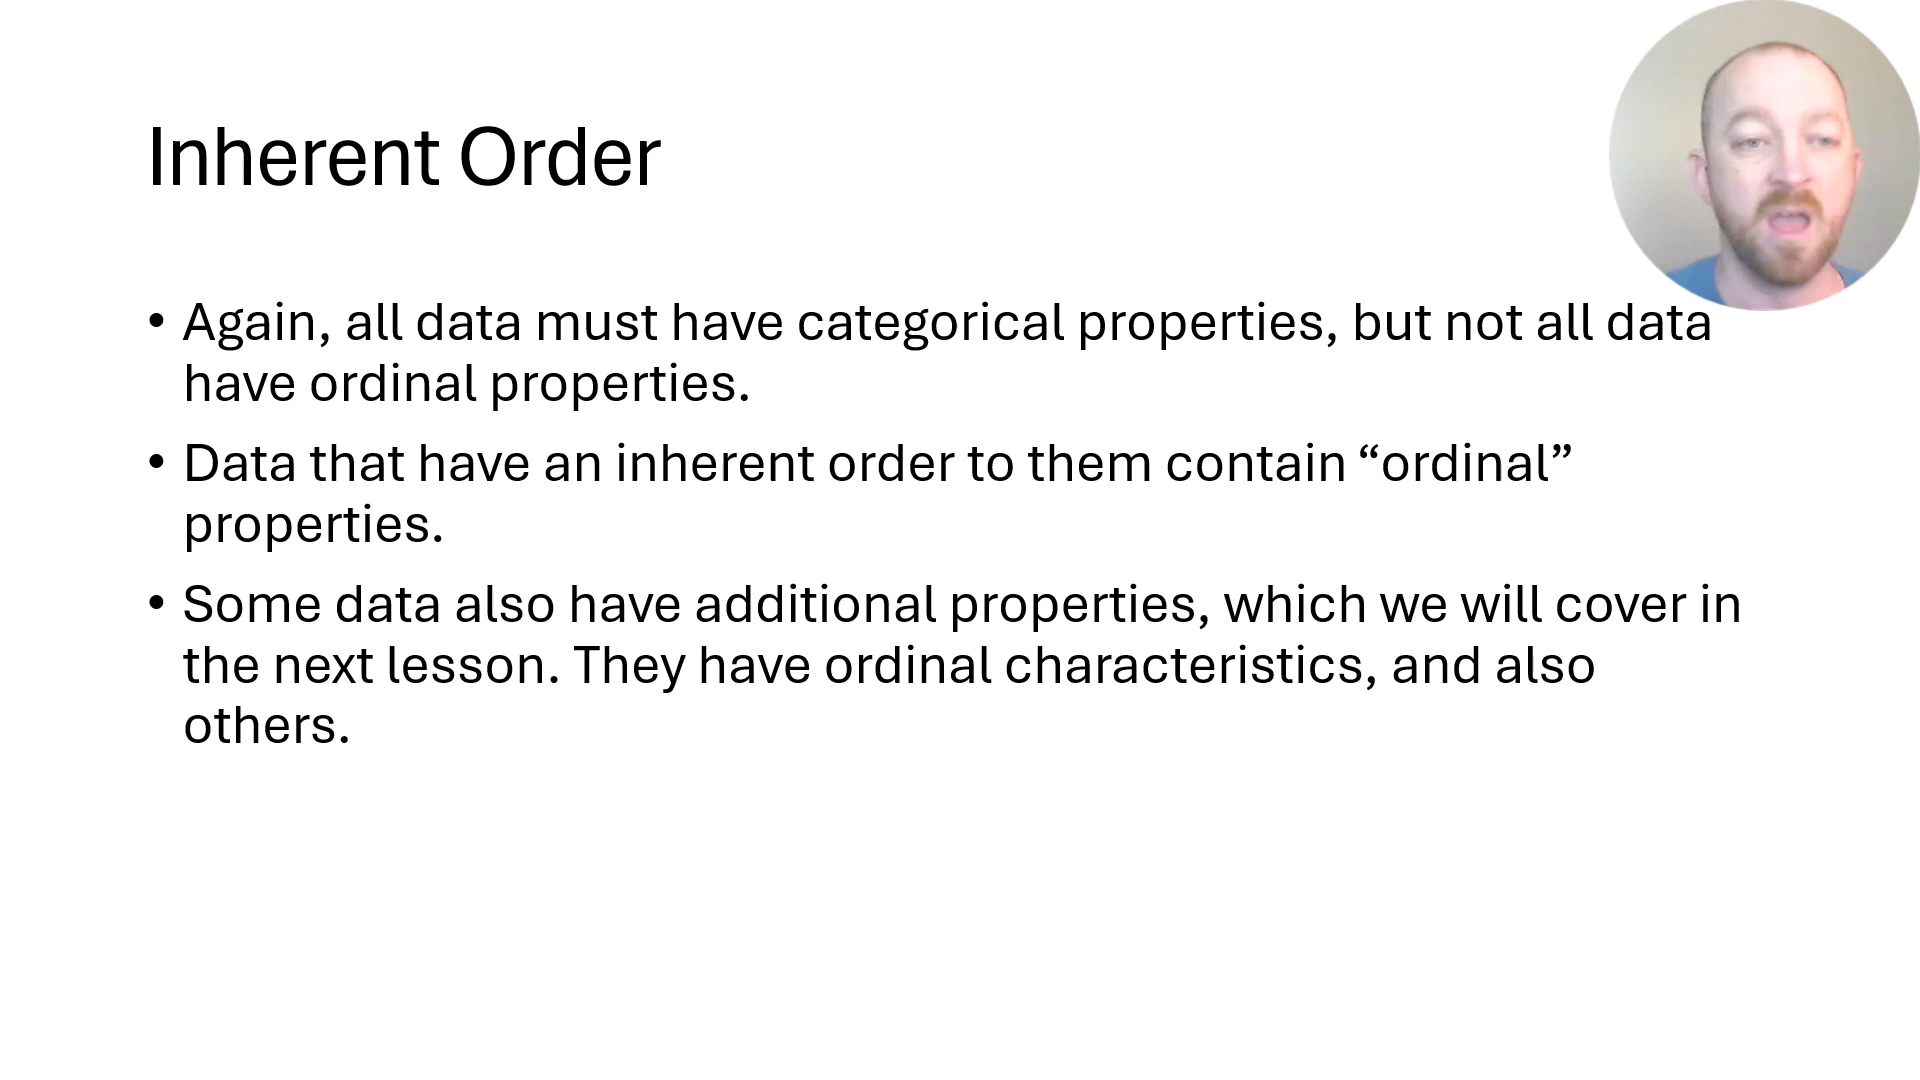 Inherent Order
• Again, all data must have categorical properties, but not all data
have ordinal properties.
• Data that have an inherent order to them contain “ordinal”
properties.
• Some data also have additional properties, which we will cover in
the next lesson. They have ordinal characteristics, and also
others.